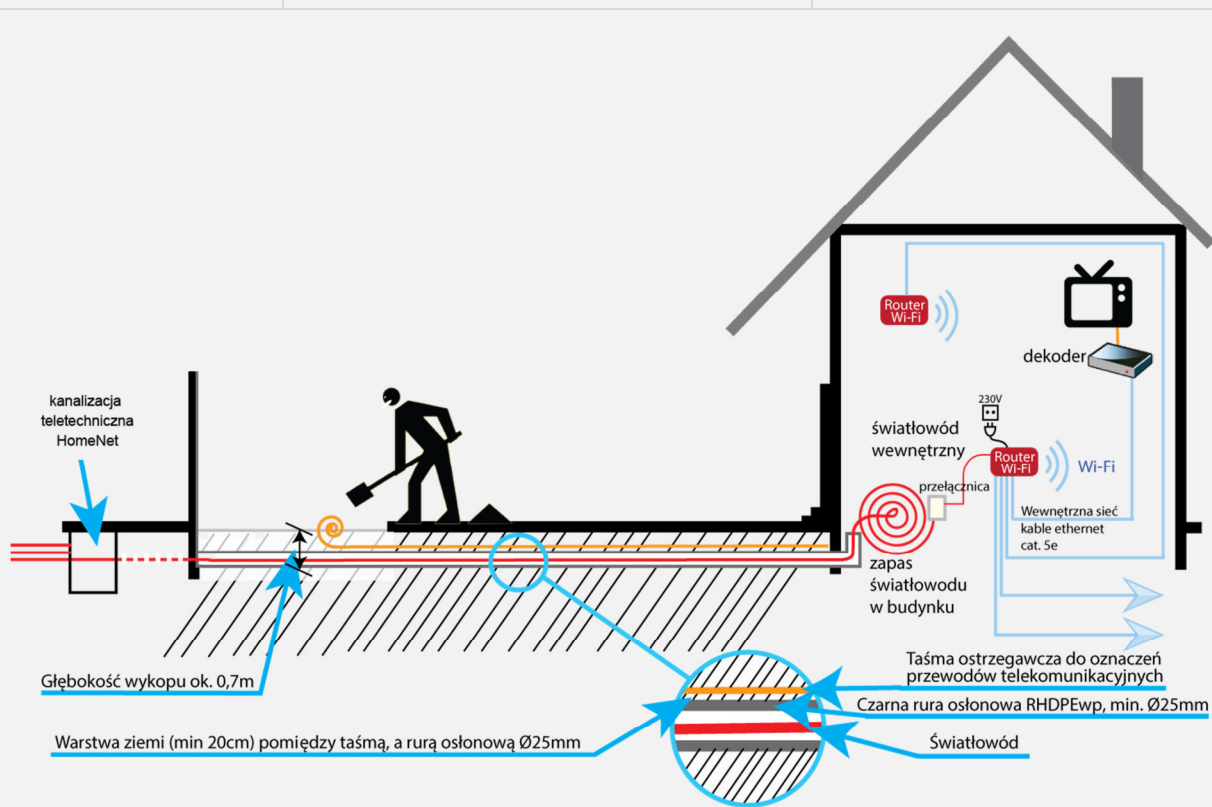 kanalizacja
teletechniczna
HomeNet
Router
Wi-Fi
dekoder
230V
światłowód
wewnętrzny
Router
Wi-Fi
Wi-Fi
przełącznica
Wewnętrzna sieć
kable ethernet
cat. 5e
zapas
światłowodu
w budynku
Głębokość wykopu ok. 0,7m
Taśma ostrzegawcza do oznaczeń
przewodów telekomunikacyjnych
Czarna rura osłonowa RHDPEwp, min. Ø25mm
Warstwa ziemi (min 20cm) pomiędzy taśmą, a rurą osłonową Ø25mm
Światłowód